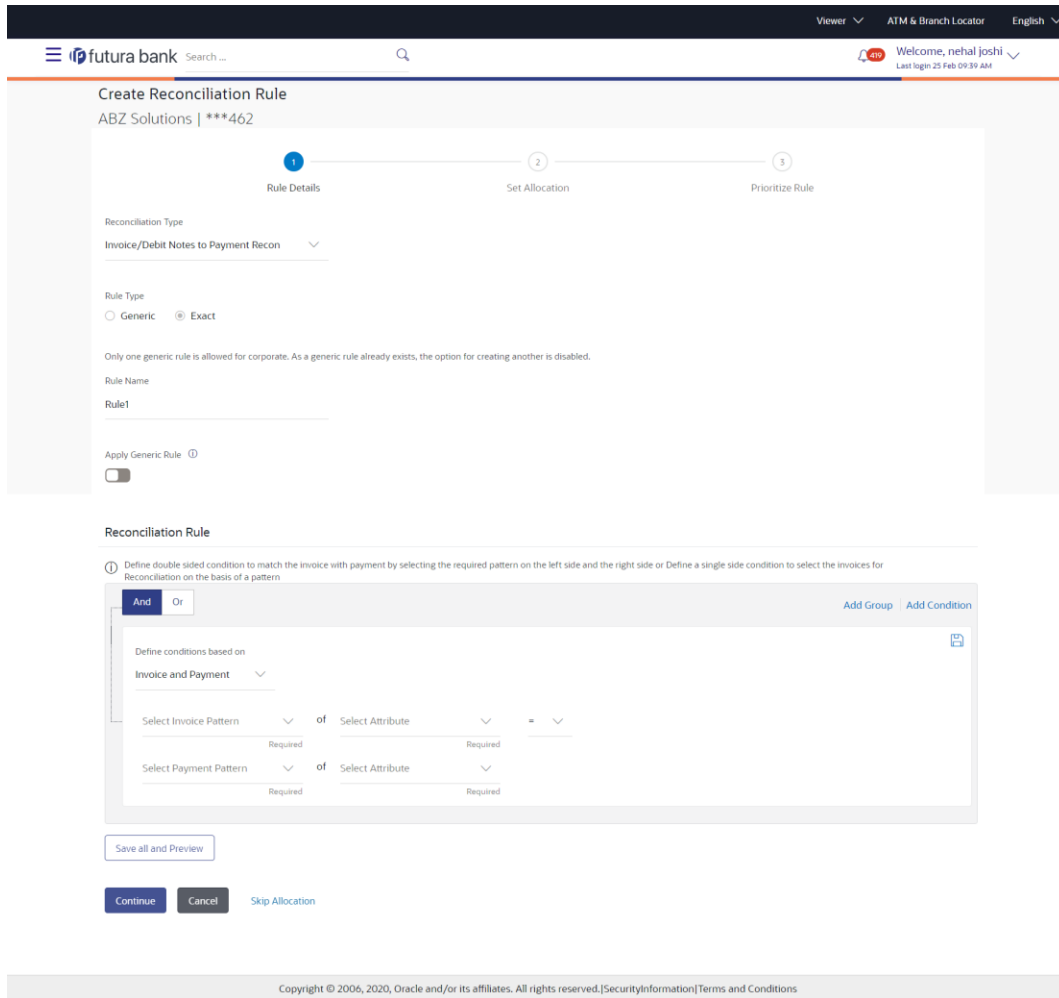 Viewer ATM & Branch Locator English
futura bank Search ... 419 Welcome, nehal joshi
Last login 25 Feb 09:39 AM
Create Reconciliation Rule
ABZ Solutions | ***462
1 2 3
Rule Details Set Allocation Prioritize Rule
Reconciliation Type
Invoice/Debit Notes to Payment Recon
Rule Type
Generic Exact
Only one generic rule is allowed for corporate. As a generic rule already exists, the option for creating another is disabled.
Rule Name
Rule1
Apply Generic Rule
Reconciliation Rule
Define double sided condition to match the invoice with payment by selecting the required pattern on the left side and the right side or Define a single side condition to select the invoices for
Reconciliation on the basis of a pattern
And Or Add Group Add Condition
Define conditions based on
Invoice and Payment
Select Invoice Pattern of Select Attribute =
Required Required
Select Payment Pattern of Select Attribute
Required Required
Save all and Preview
Continue Cancel Skip Allocation
Copyright © 2006, 2020, Oracle and/or its affiliates. All rights reserved.|SecurityInformation|Terms and Conditions